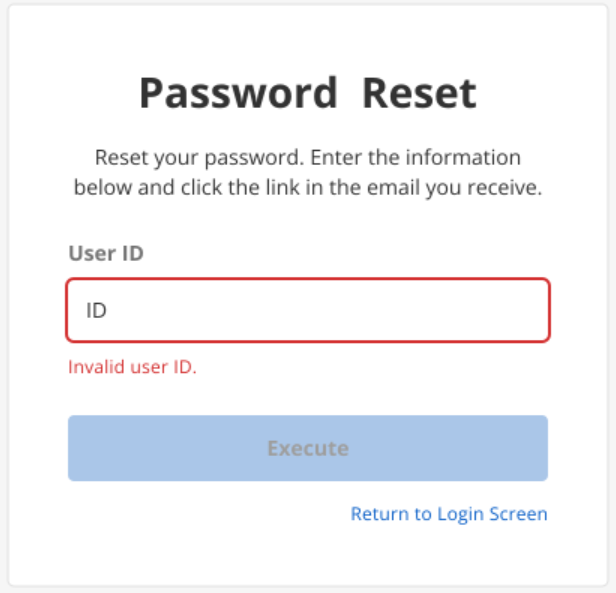 Password Reset
Reset your password. Enter the information
below and click the link in the email you receive.
User ID
ID
Invalid user ID.
Execute
Return to Login Screen